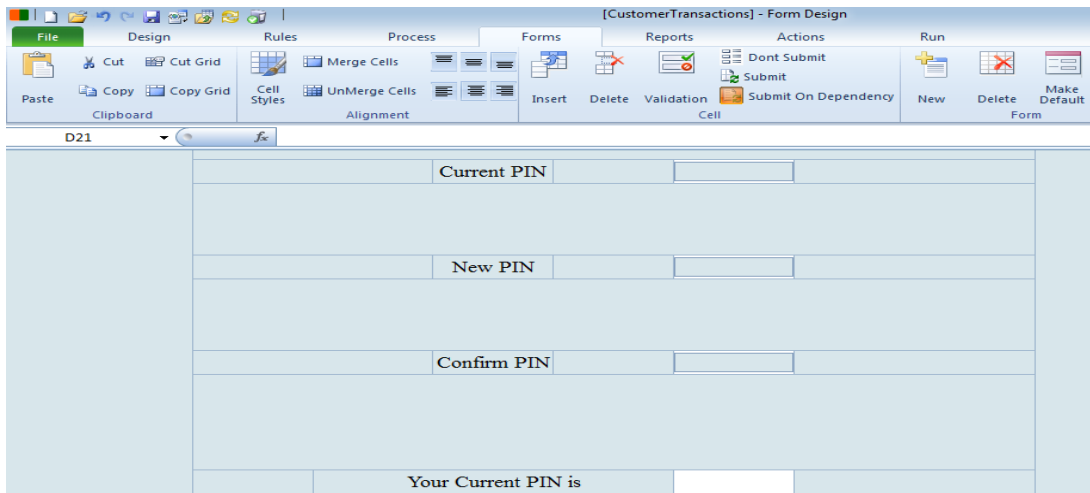 [CustomerTransactions] - Form Design
File Design Rules Process Forms Reports Actions Run
Paste
Cut
Copy
Cut Grid
Copy Grid
Clipboard
Cell Styles
Merge Cells
UnMerge Cells
Alignment
Insert
Delete
Validation
Dont Submit
Submit
Submit On Dependency
Cell
New
Delete
Make Default
Form
D21 fx
Current PIN
New PIN
Confirm PIN
Your Current PIN is